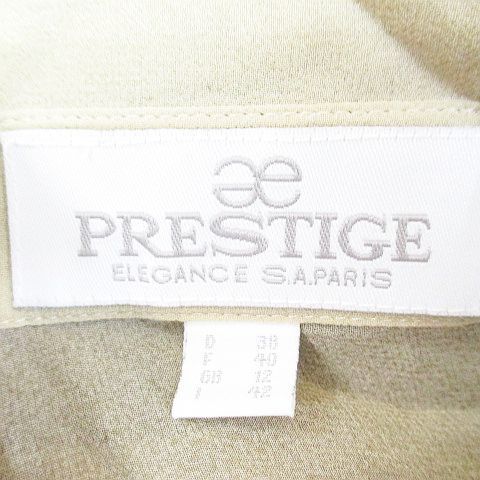 PRESTIGE
ELEGANCE S.A.PARIS
D 38
F 40
GB 12
I 42